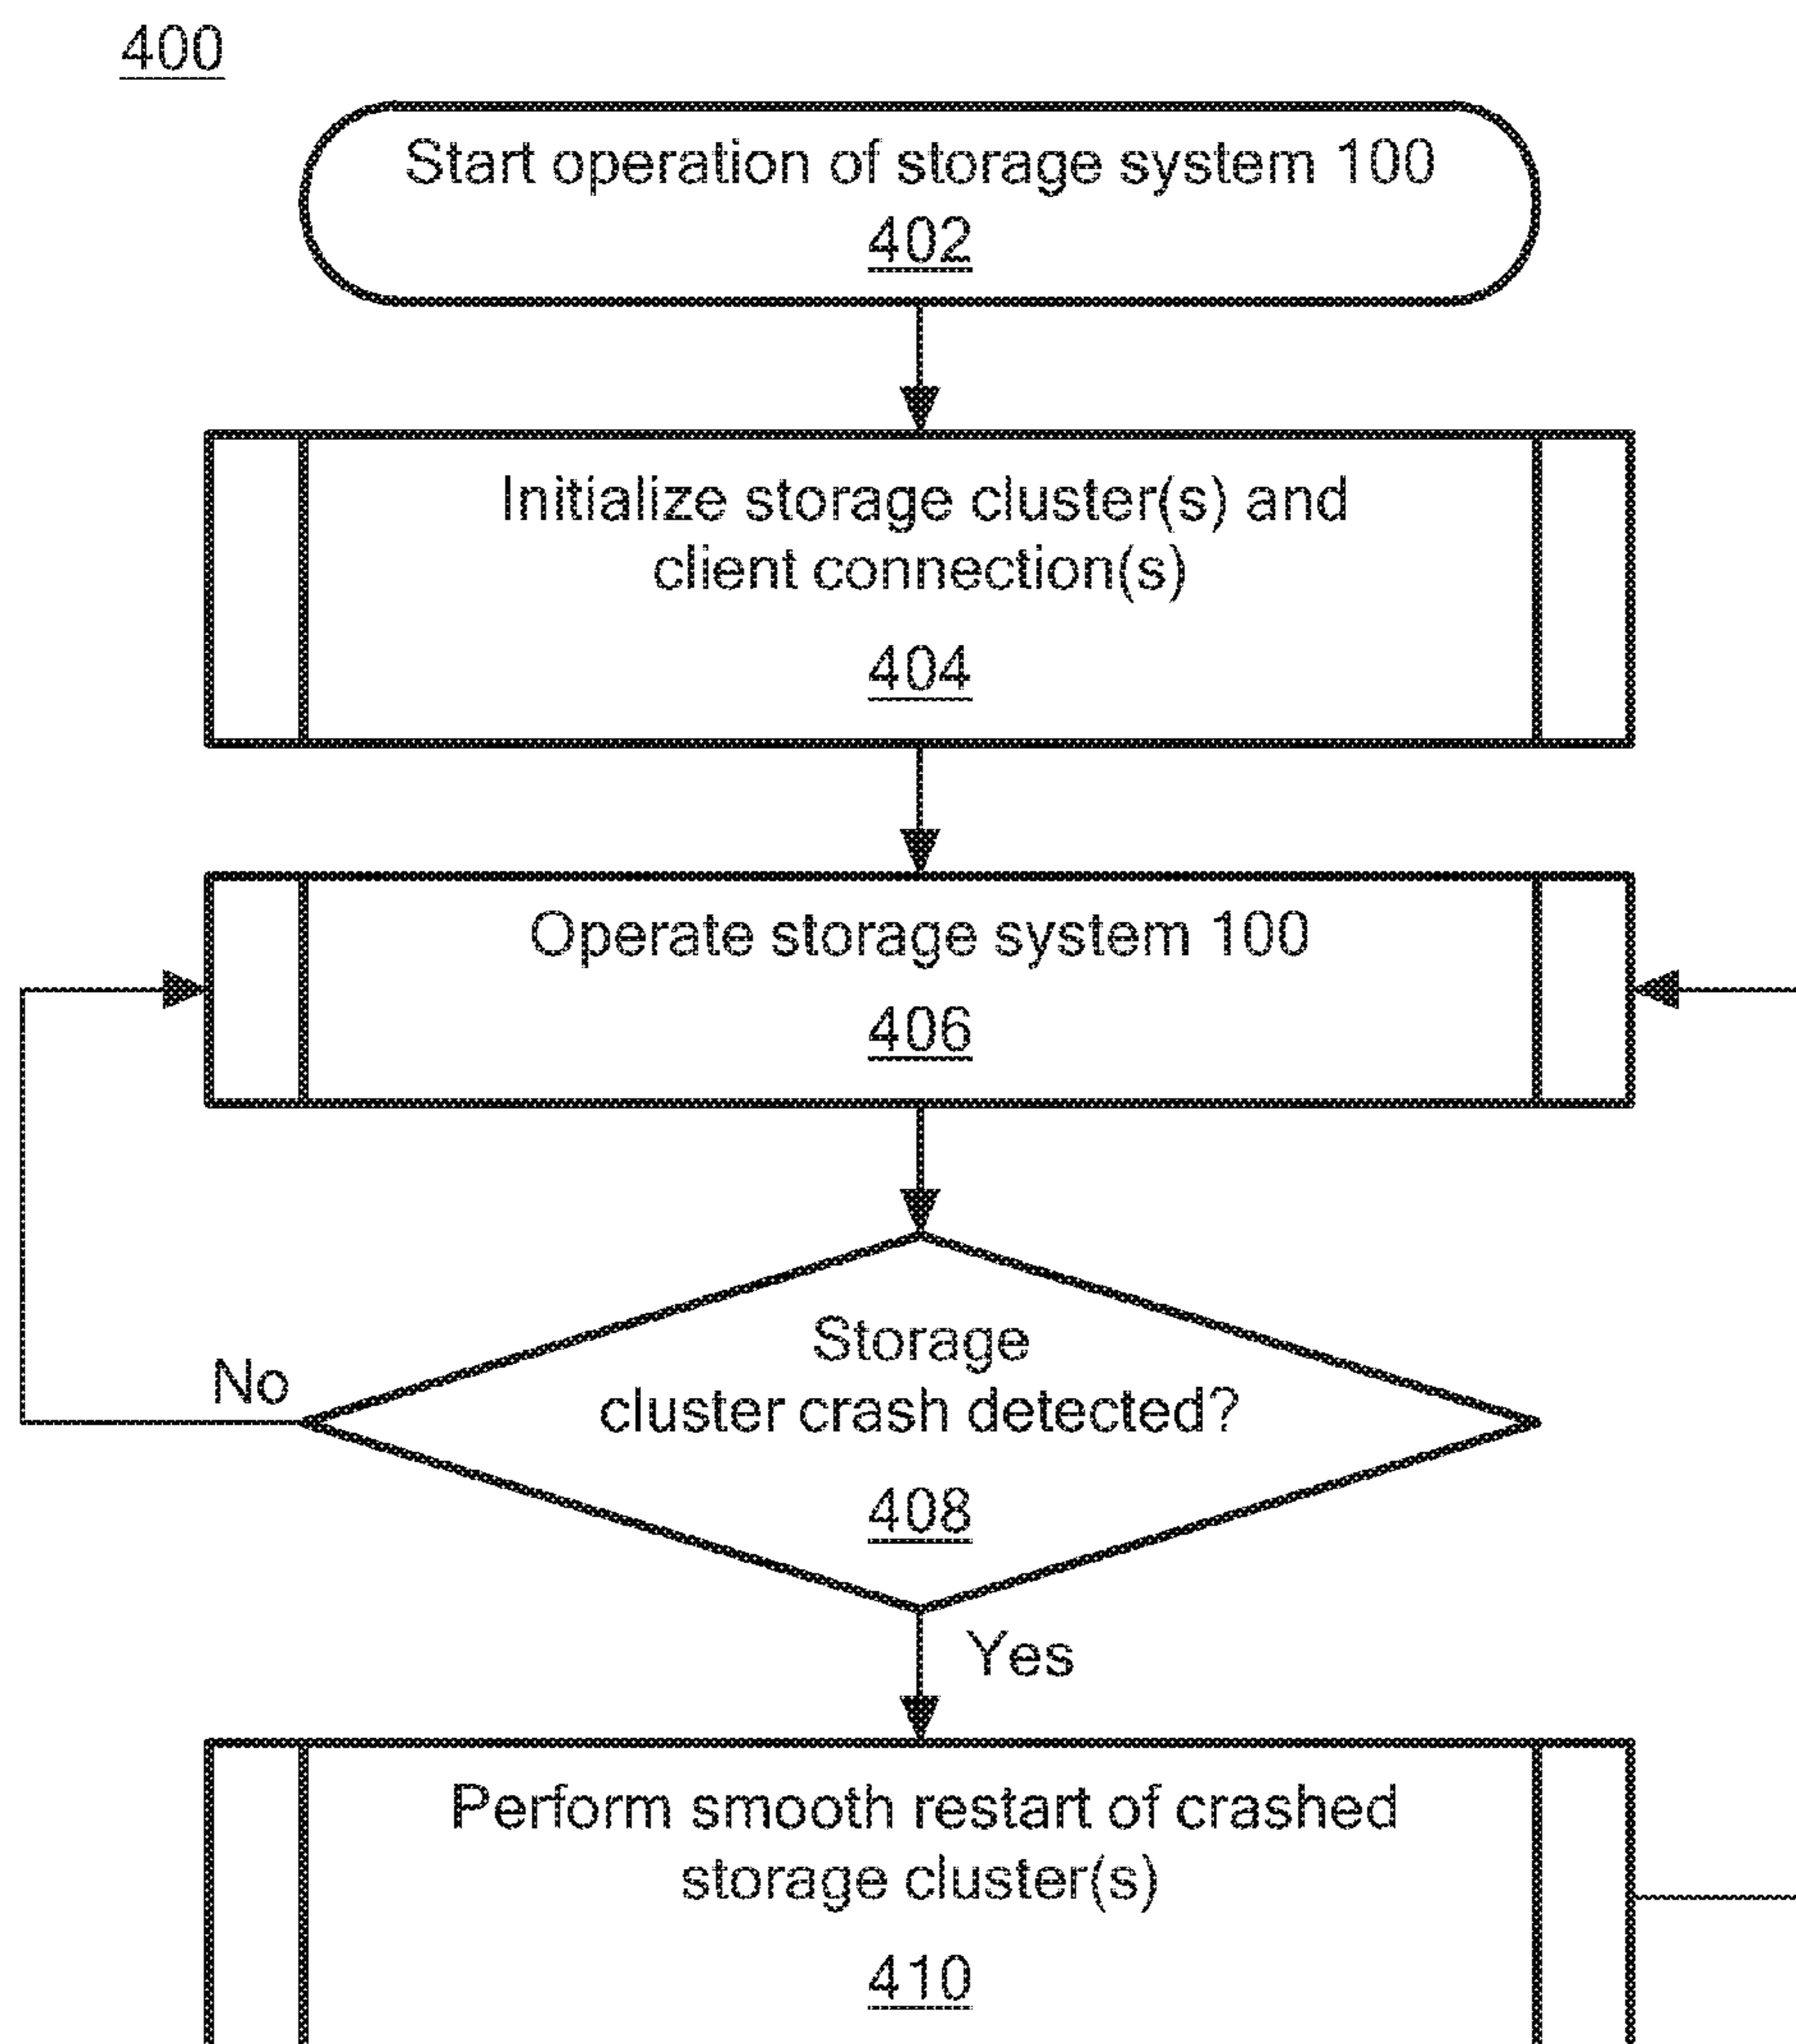 400
Start operation of storage system 100
402
Initialize storage cluster(s) and
client connection(s)
404
Operate storage system 100
406
Storage
cluster crash detected?
408
No
Yes
Perform smooth restart of crashed
storage cluster(s)
410